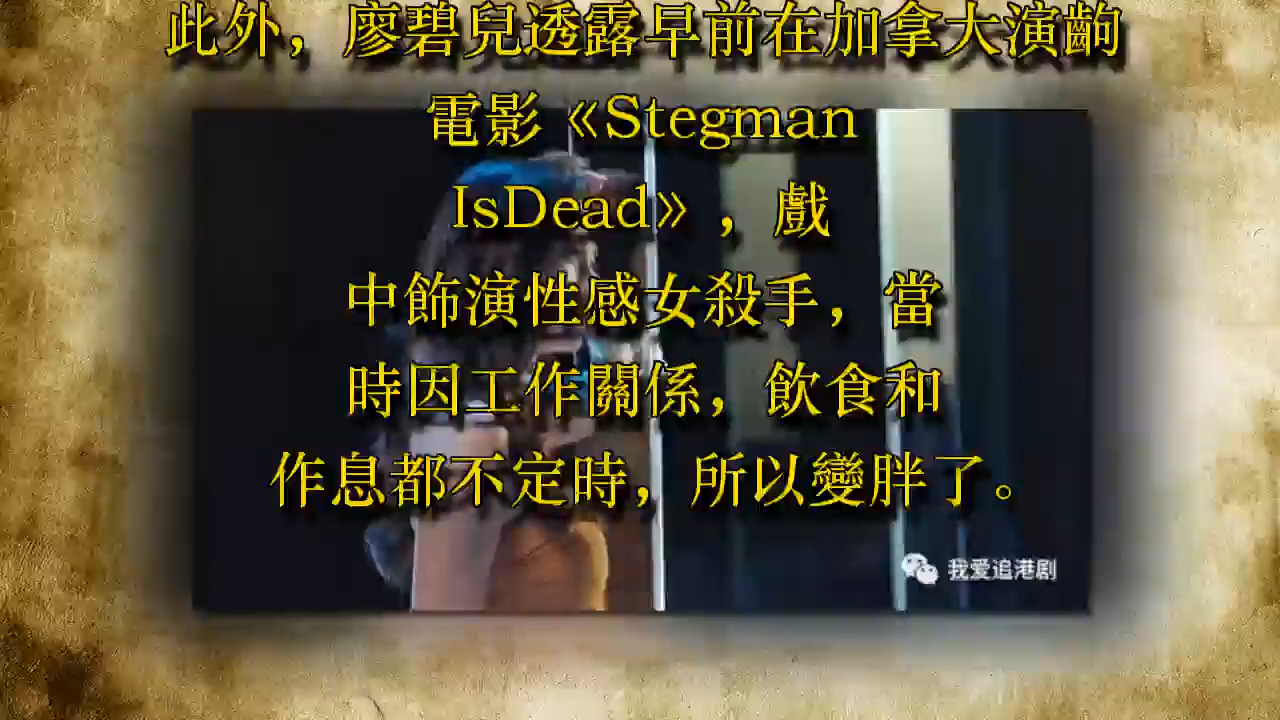 此外，廖碧兒透露早前在加拿大演齣
電影《Stegman
IsDead》，戲
中飾演性感女殺手，當
時因工作關係，飲食和
作息都不定時，所以變胖了。
我爱追港剧